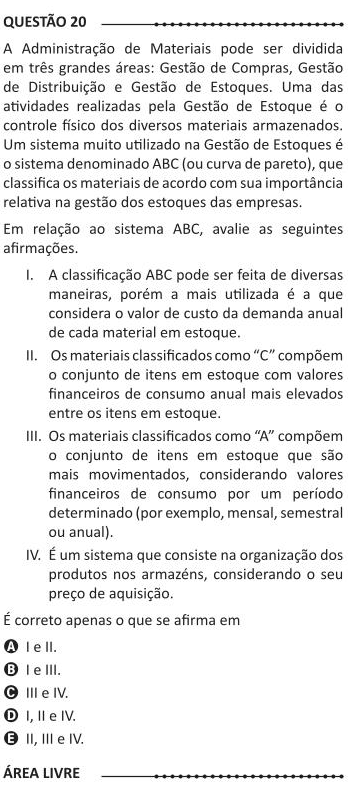 QUESTÃO 20
A Administração de Materiais pode ser dividida
em três grandes áreas: Gestão de Compras, Gestão
de Distribuição e Gestão de Estoques. Uma das
atividades realizadas pela Gestão de Estoque é o
controle físico dos diversos materiais armazenados.
Um sistema muito utilizado na Gestão de Estoques é
o sistema denominado ABC (ou curva de pareto), que
classifica os materiais de acordo com sua importância
relativa na gestão dos estoques das empresas.
Em relação ao sistema ABC, avalie as seguintes
afirmações.
I. A classificação ABC pode ser feita de diversas
maneiras, porém a mais utilizada é a que
considera o valor de custo da demanda anual
de cada material em estoque.
II. Os materiais classificados como “C” compõem
o conjunto de itens em estoque com valores
financeiros de consumo anual mais elevados
entre os itens em estoque.
III. Os materiais classificados como “A” compõem
o conjunto de itens em estoque que são
mais movimentados, considerando valores
financeiros de consumo por um período
determinado (por exemplo, mensal, semestral
ou anual).
IV. É um sistema que consiste na organização dos
produtos nos armazéns, considerando o seu
preço de aquisição.
É correto apenas o que se afirma em
A I e II.
B I e III.
C III e IV.
D I, II e IV.
E II, III e IV.
ÁREA LIVRE